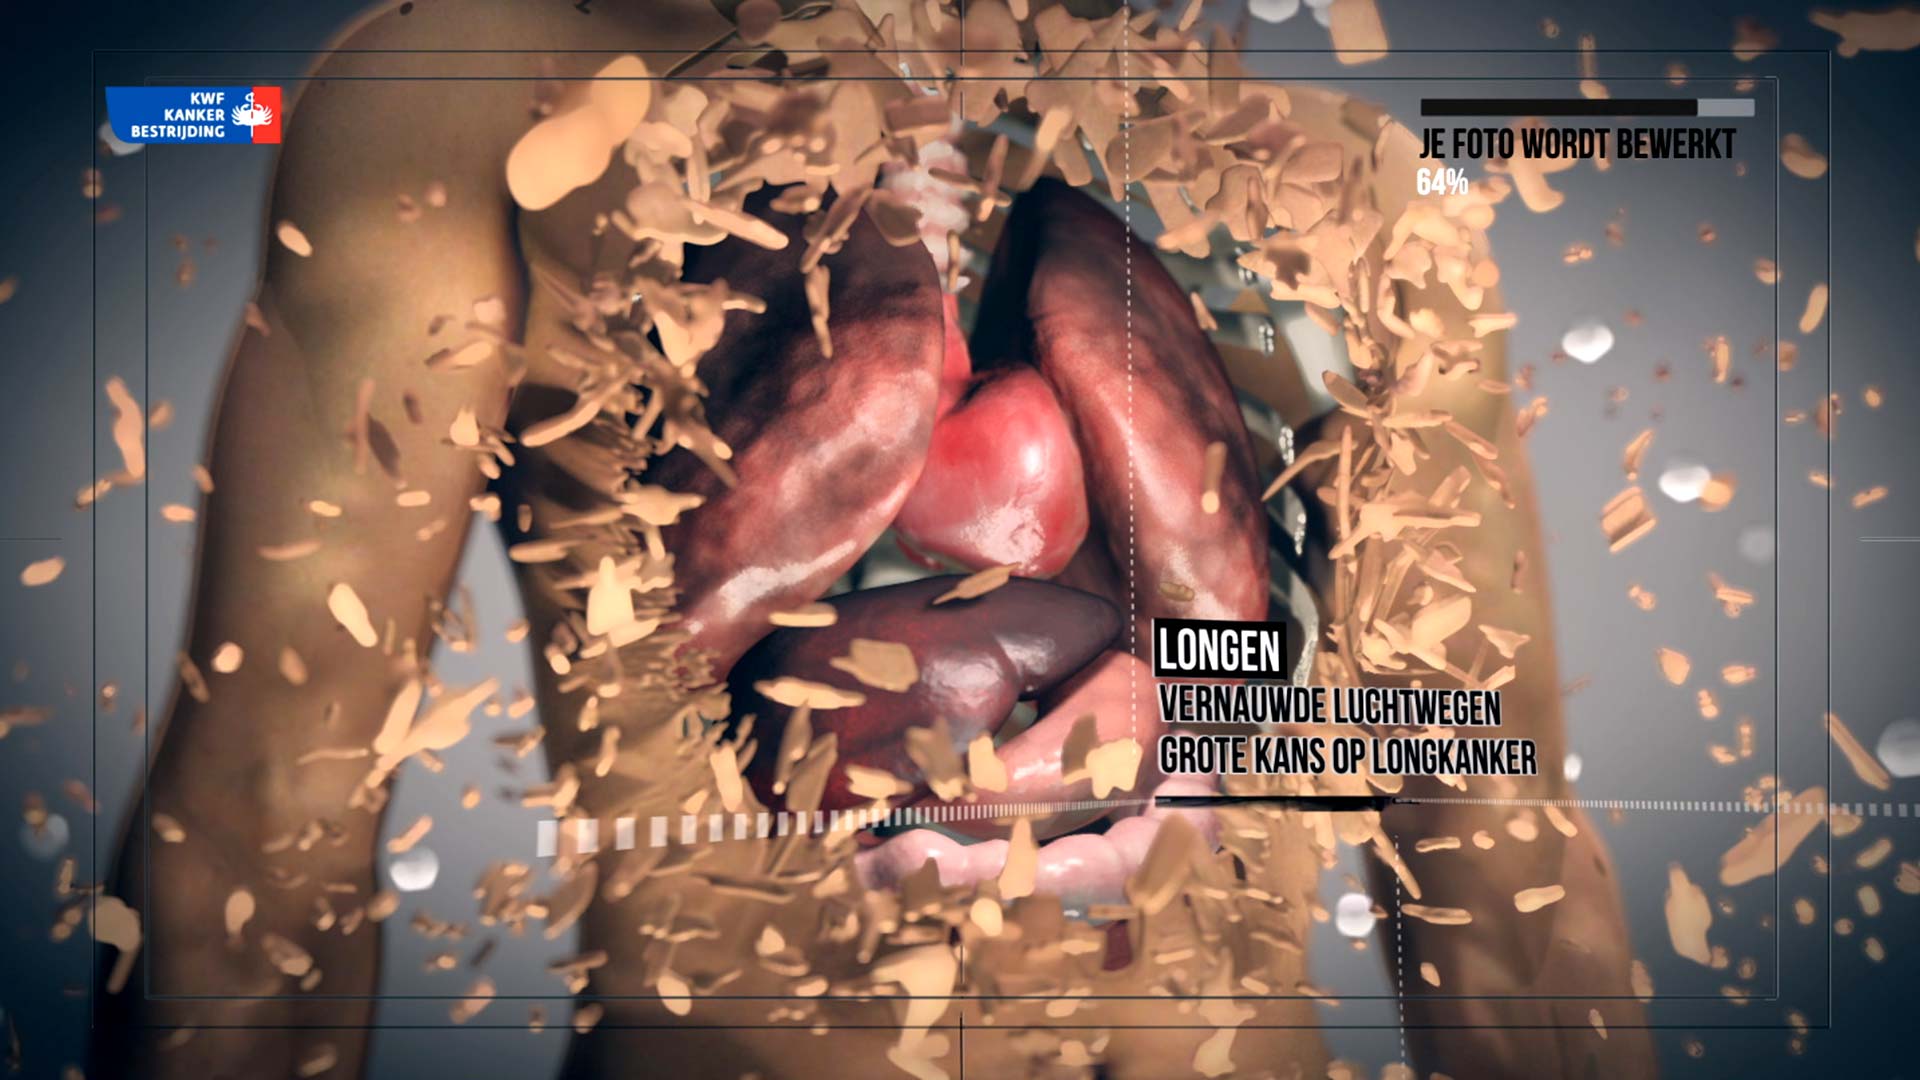 KWF
KANKER
BESTRIJDING
JE FOTO WORDT BEWERKT
64%
LONGEN
VERNAUWDE LUCHTWEGEN
GROTE KANS OP LONGKANKER